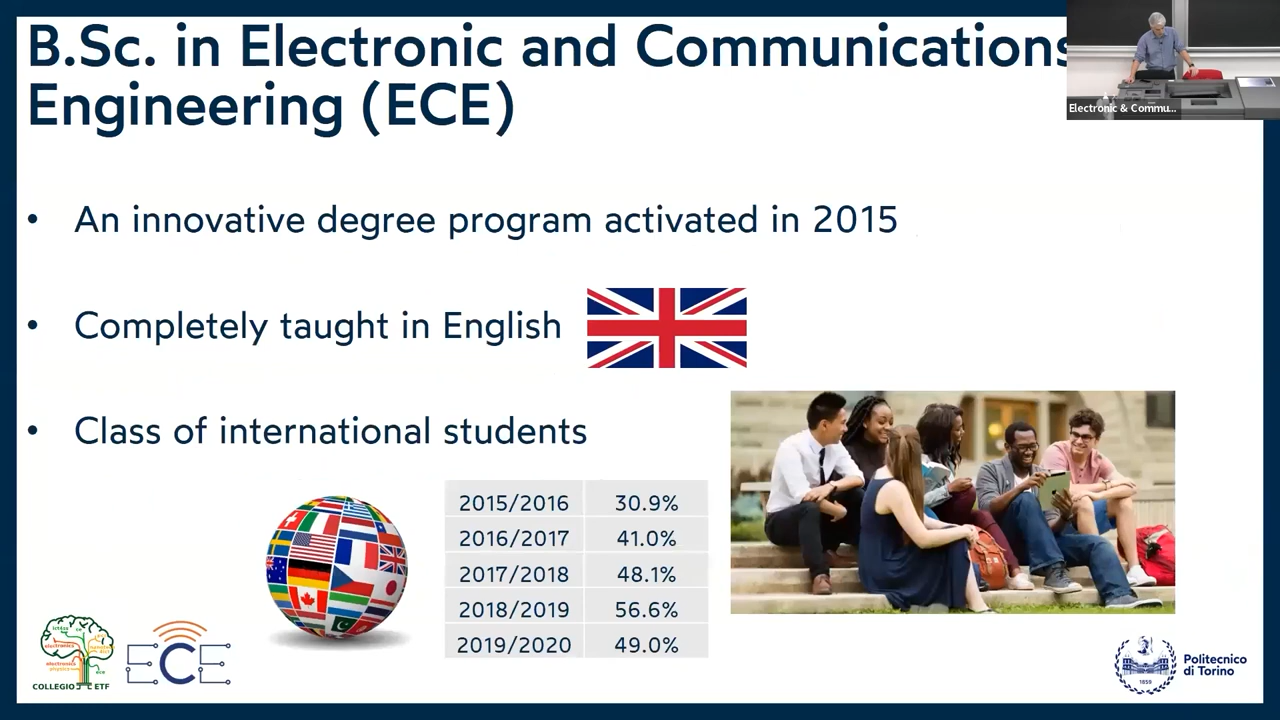 B.Sc. in Electronic and Communications
Engineering (ECE)
Electronic & Commu...
• An innovative degree program activated in 2015
• Completely taught in English
• Class of international students
2015/2016 30.9%
2016/2017 41.0%
2017/2018 48.1%
2018/2019 56.6%
2019/2020 49.0%
COLLEGIO ETF
ECE
1859
Politecnico
di Torino